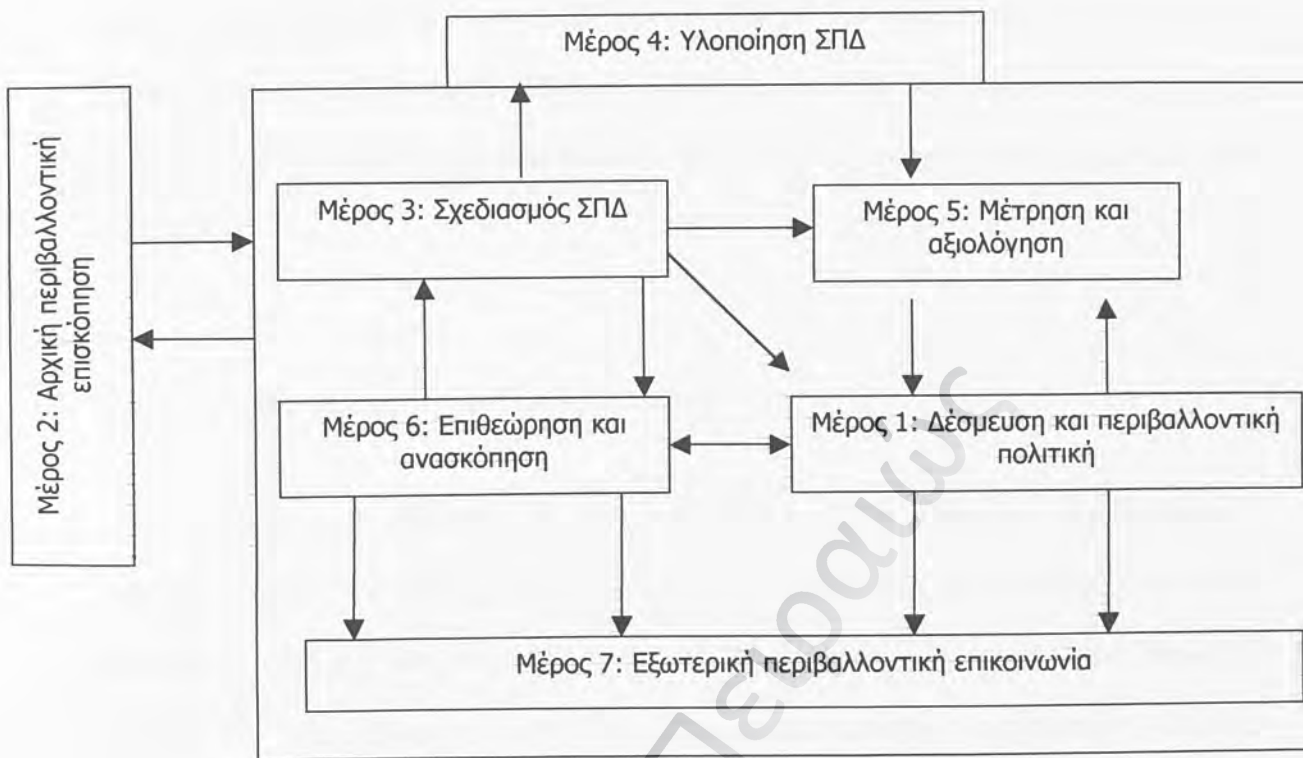 Μέρος 4: Υλοποίηση ΣΠΔ
Μέρος 2: Αρχική περιβαλλοντική
επισκόπηση
Μέρος 3: Σχεδιασμός ΣΠΔ
Μέρος 5: Μέτρηση και
αξιολόγηση
Μέρος 6: Επιθεώρηση και
ανασκόπηση
Μέρος 1: Δέσμευση και περιβαλλοντική
πολιτική
Μέρος 7: Εξωτερική περιβαλλοντική επικοινωνία
Πειραιώς